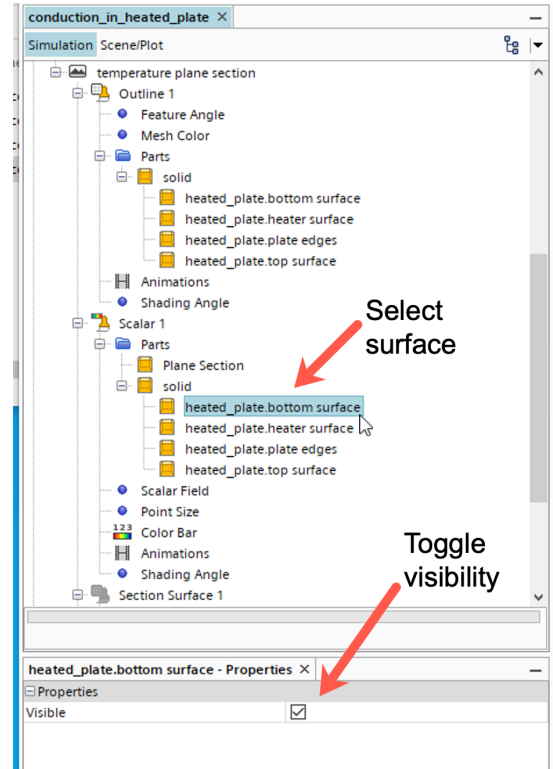 conduction_in_heated_plate
Simulation Scene/Plot
temperature plane section
Outline 1
Feature Angle
Mesh Color
Parts
solid
heated_plate.bottom surface
heated_plate.heater surface
heated_plate.plate edges
heated_plate.top surface
Animations
Shading Angle
Scalar 1
Parts
Plane Section
solid
heated_plate.bottom surface
heated_plate.heater surface
heated_plate.plate edges
heated_plate.top surface
Scalar Field
Point Size
123 Color Bar
Animations
Shading Angle
Section Surface 1
Select
surface
Toggle
visibility
heated_plate.bottom surface - Properties
Properties
Visible